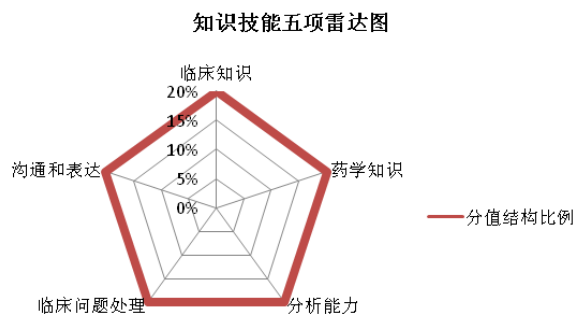 知识技能五项雷达图
临床知识
20%
15%
10%
5%
0%
沟通和表达
药学知识
分值结构比例
临床问题处理
分析能力